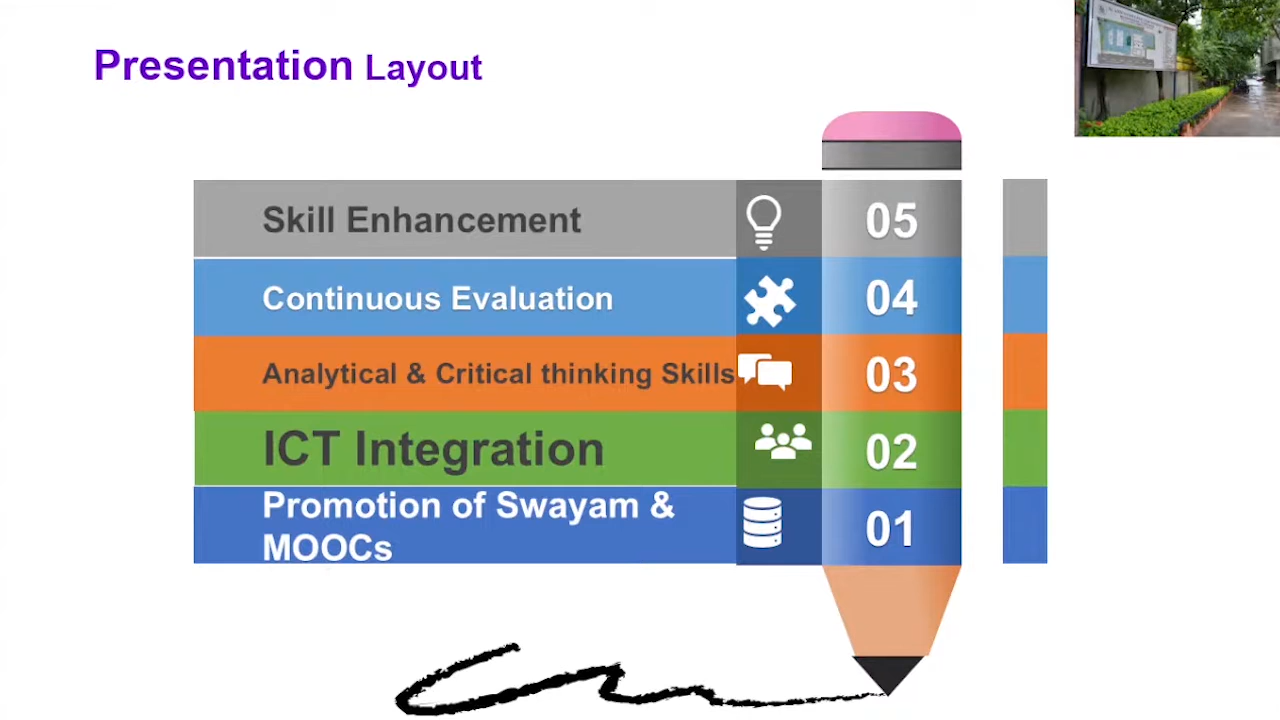 Presentation Layout
Skill Enhancement
05
Continuous Evaluation
04
Analytical & Critical thinking Skills
03
ICT Integration
02
Promotion of Swayam &
MOOCs
01